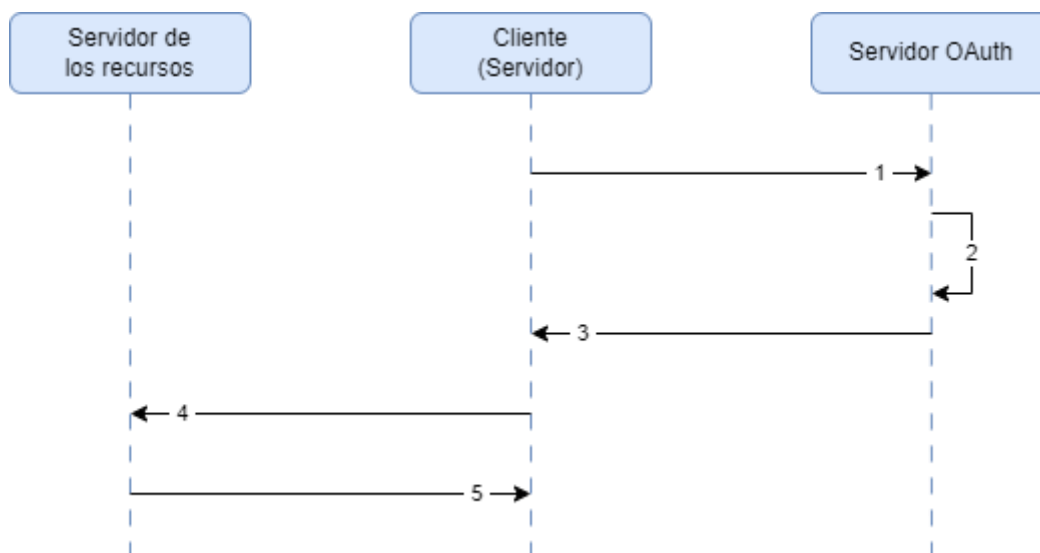 Servidor de
los recursos
Cliente
(Servidor)
Servidor OAuth
1
2
3
4
5